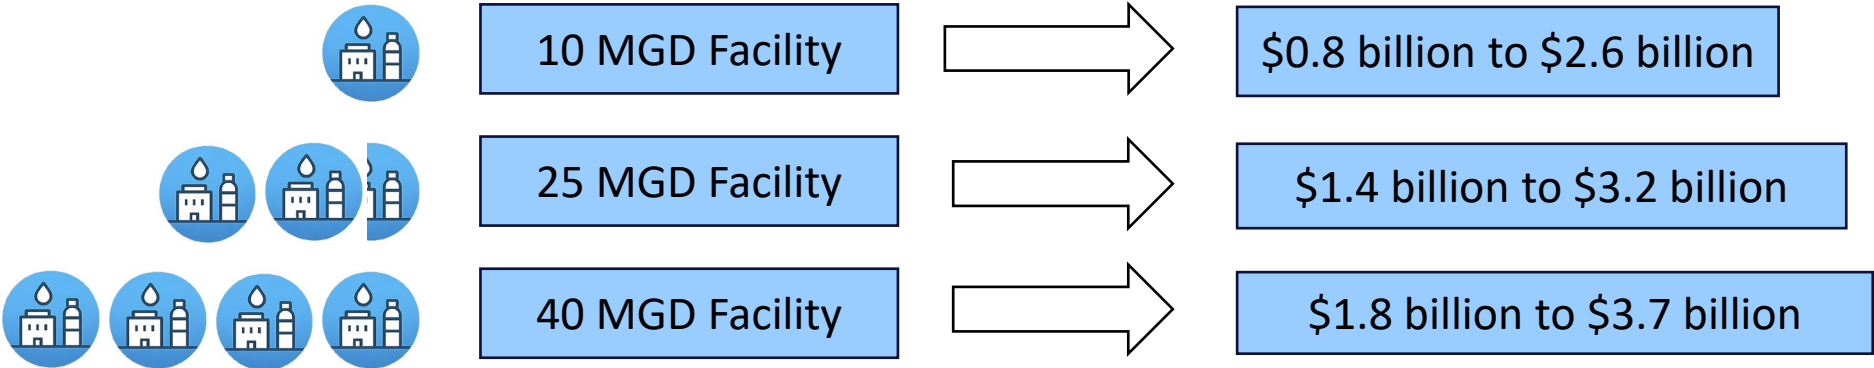 10 MGD Facility
$0.8 billion to $2.6 billion
25 MGD Facility
$1.4 billion to $3.2 billion
40 MGD Facility
$1.8 billion to $3.7 billion